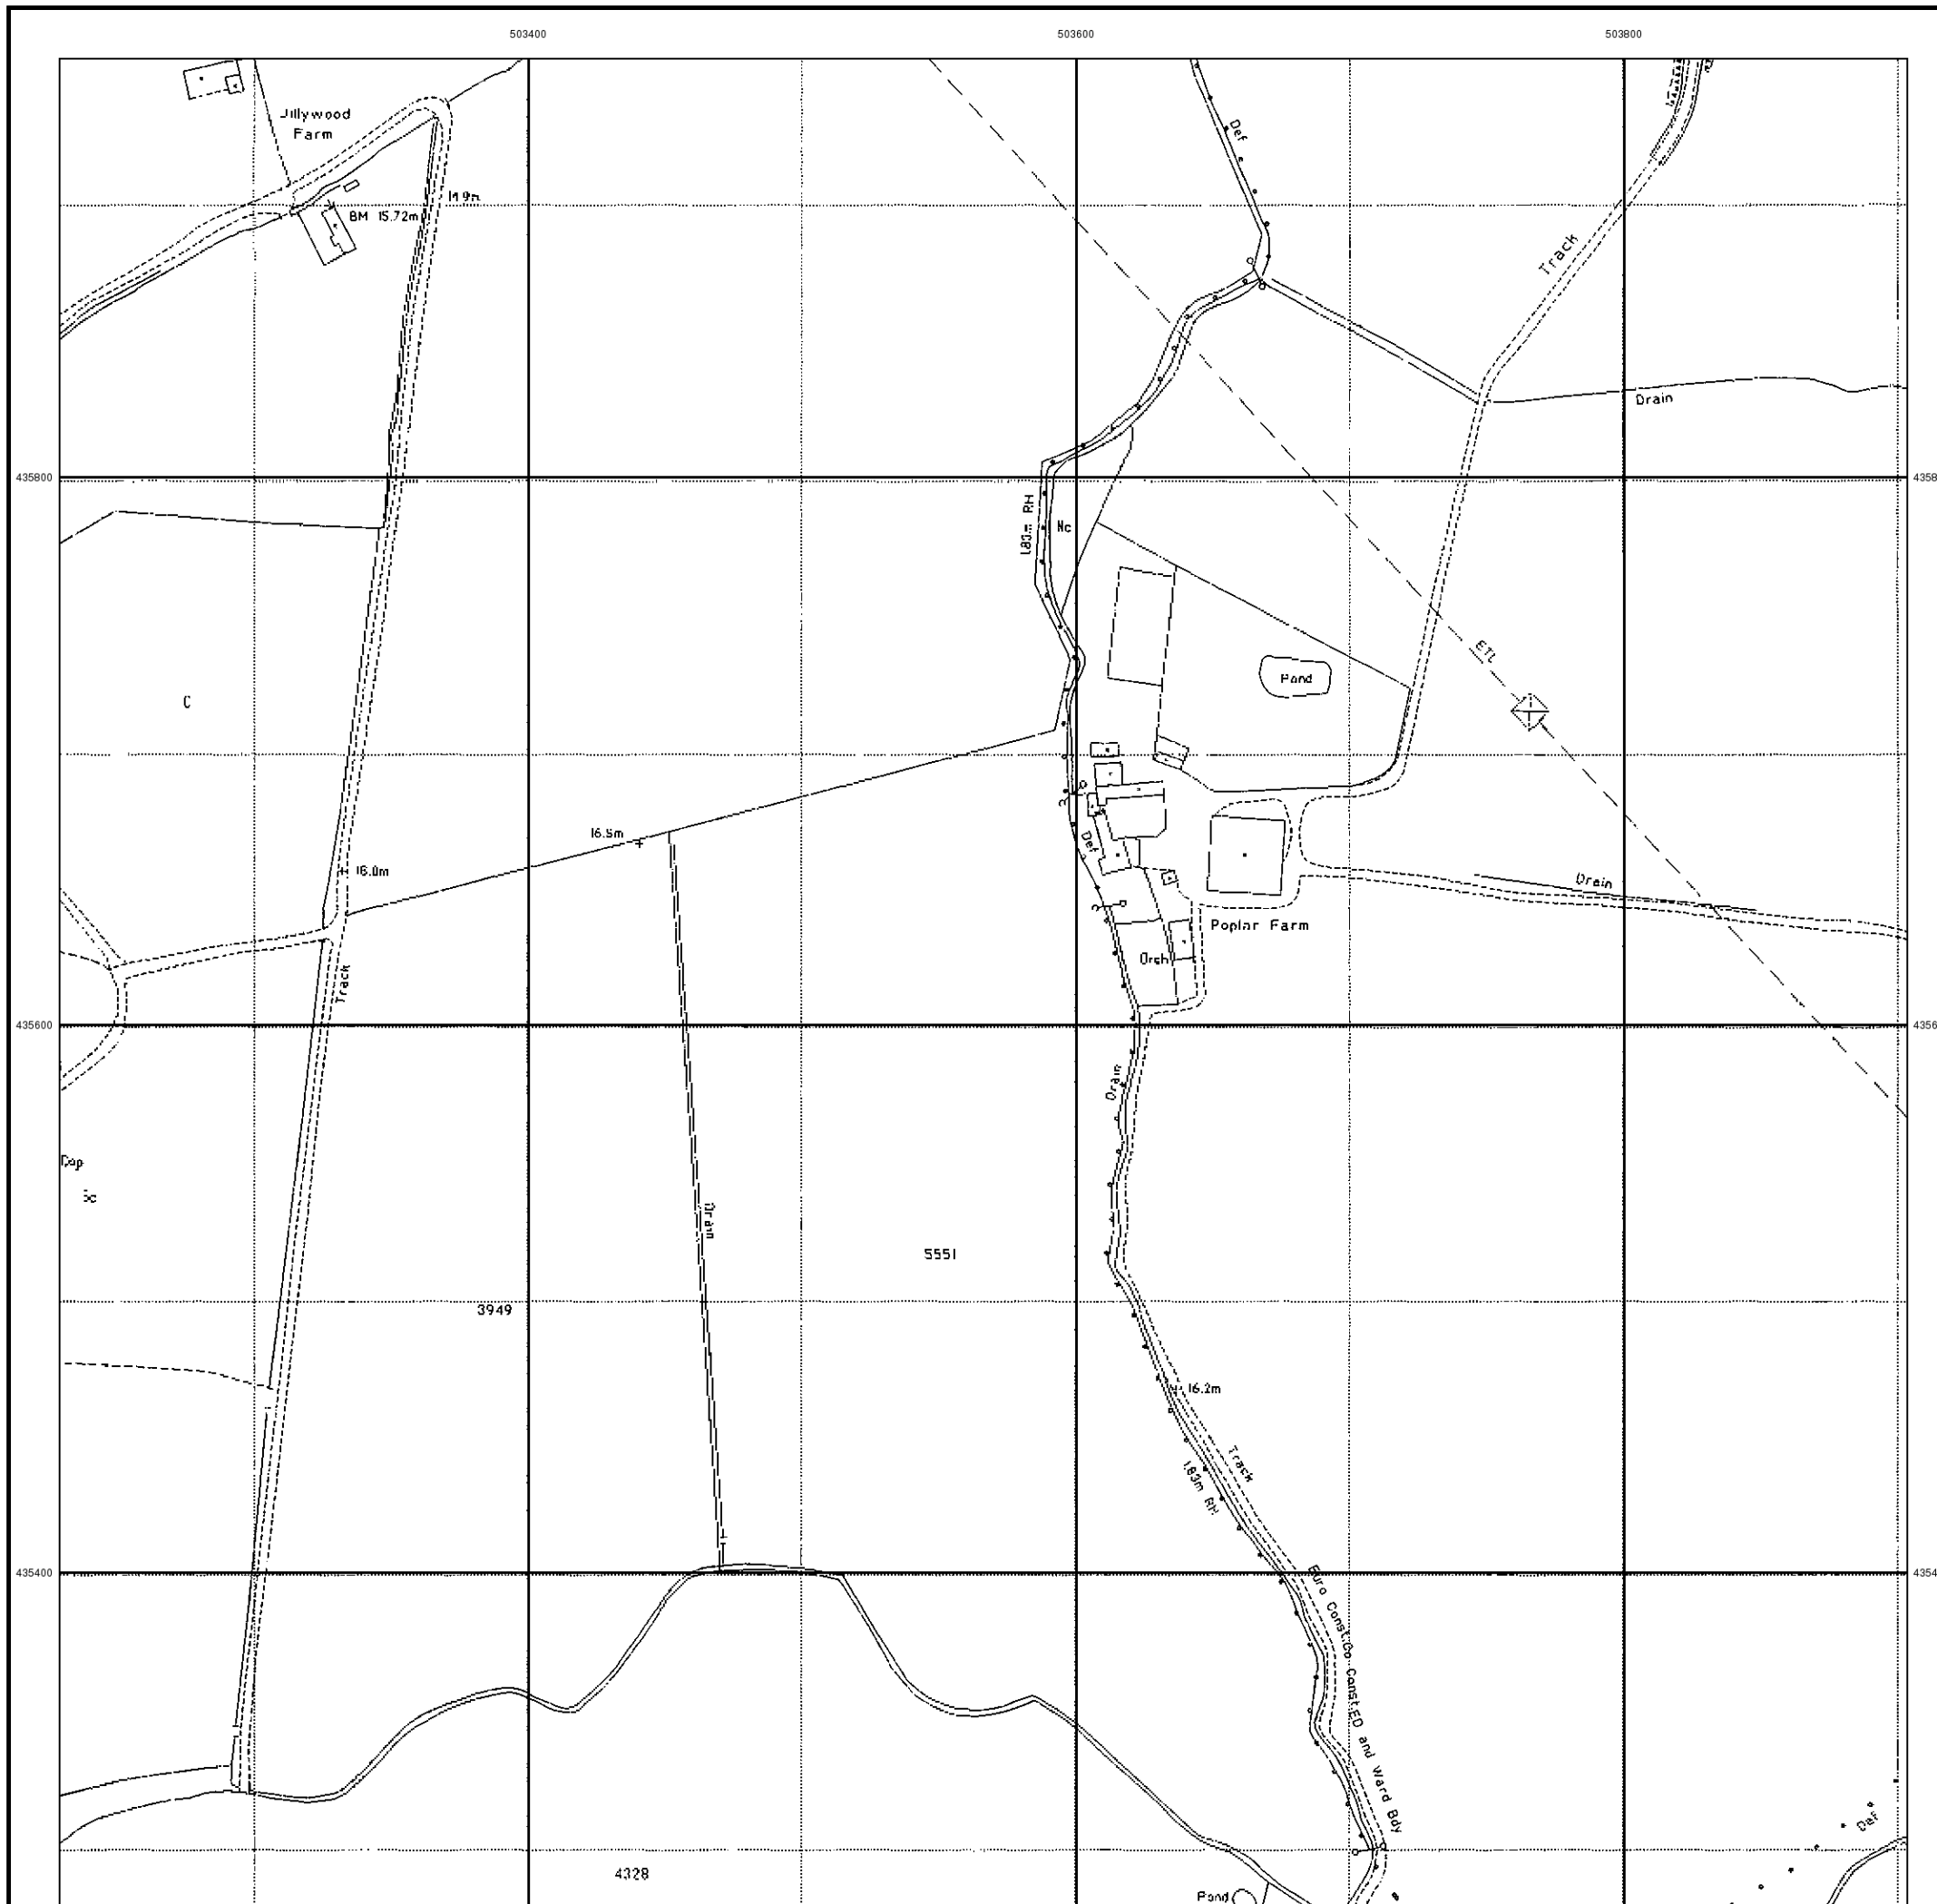 503400
503600
503800
Jillywood
Farm
Def
BM 15.72m
14.9m
Track
Drain
435800
1.83m RH
Nc
C
Pond
ETL
16.5m
Def
16.0m
Drain
Poplar Farm
Orch
Track
435600
Drain
Drain
5551
3949
16.2m
Track
1.83m RH
435400
Euro Const Co Const ED and Ward Bdy
Def
4328
Pond